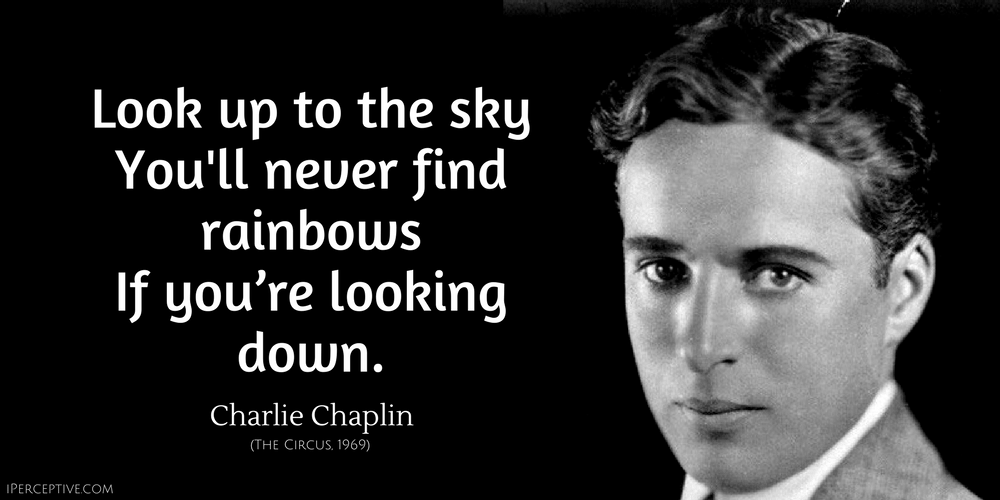 Look up to the sky
You'll never find
rainbows
If you’re looking
down.
Charlie Chaplin
(The Circus, 1969)
iPerceptive.com